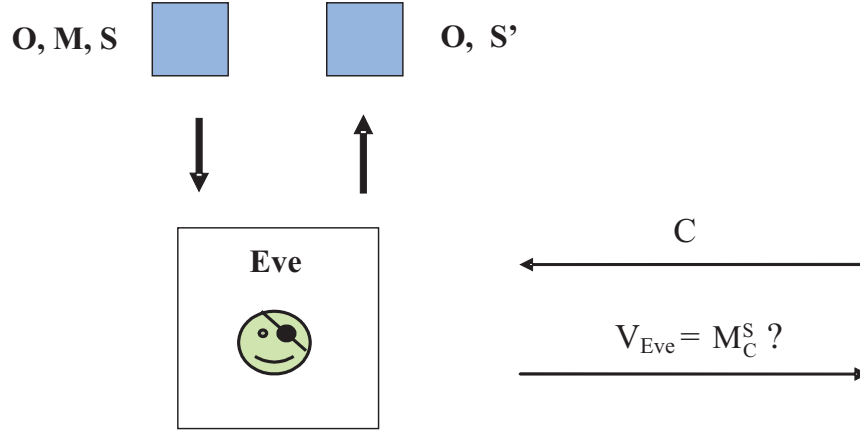 O, M, S
O, S’
Eve
C
V_Eve = M_C^S ?